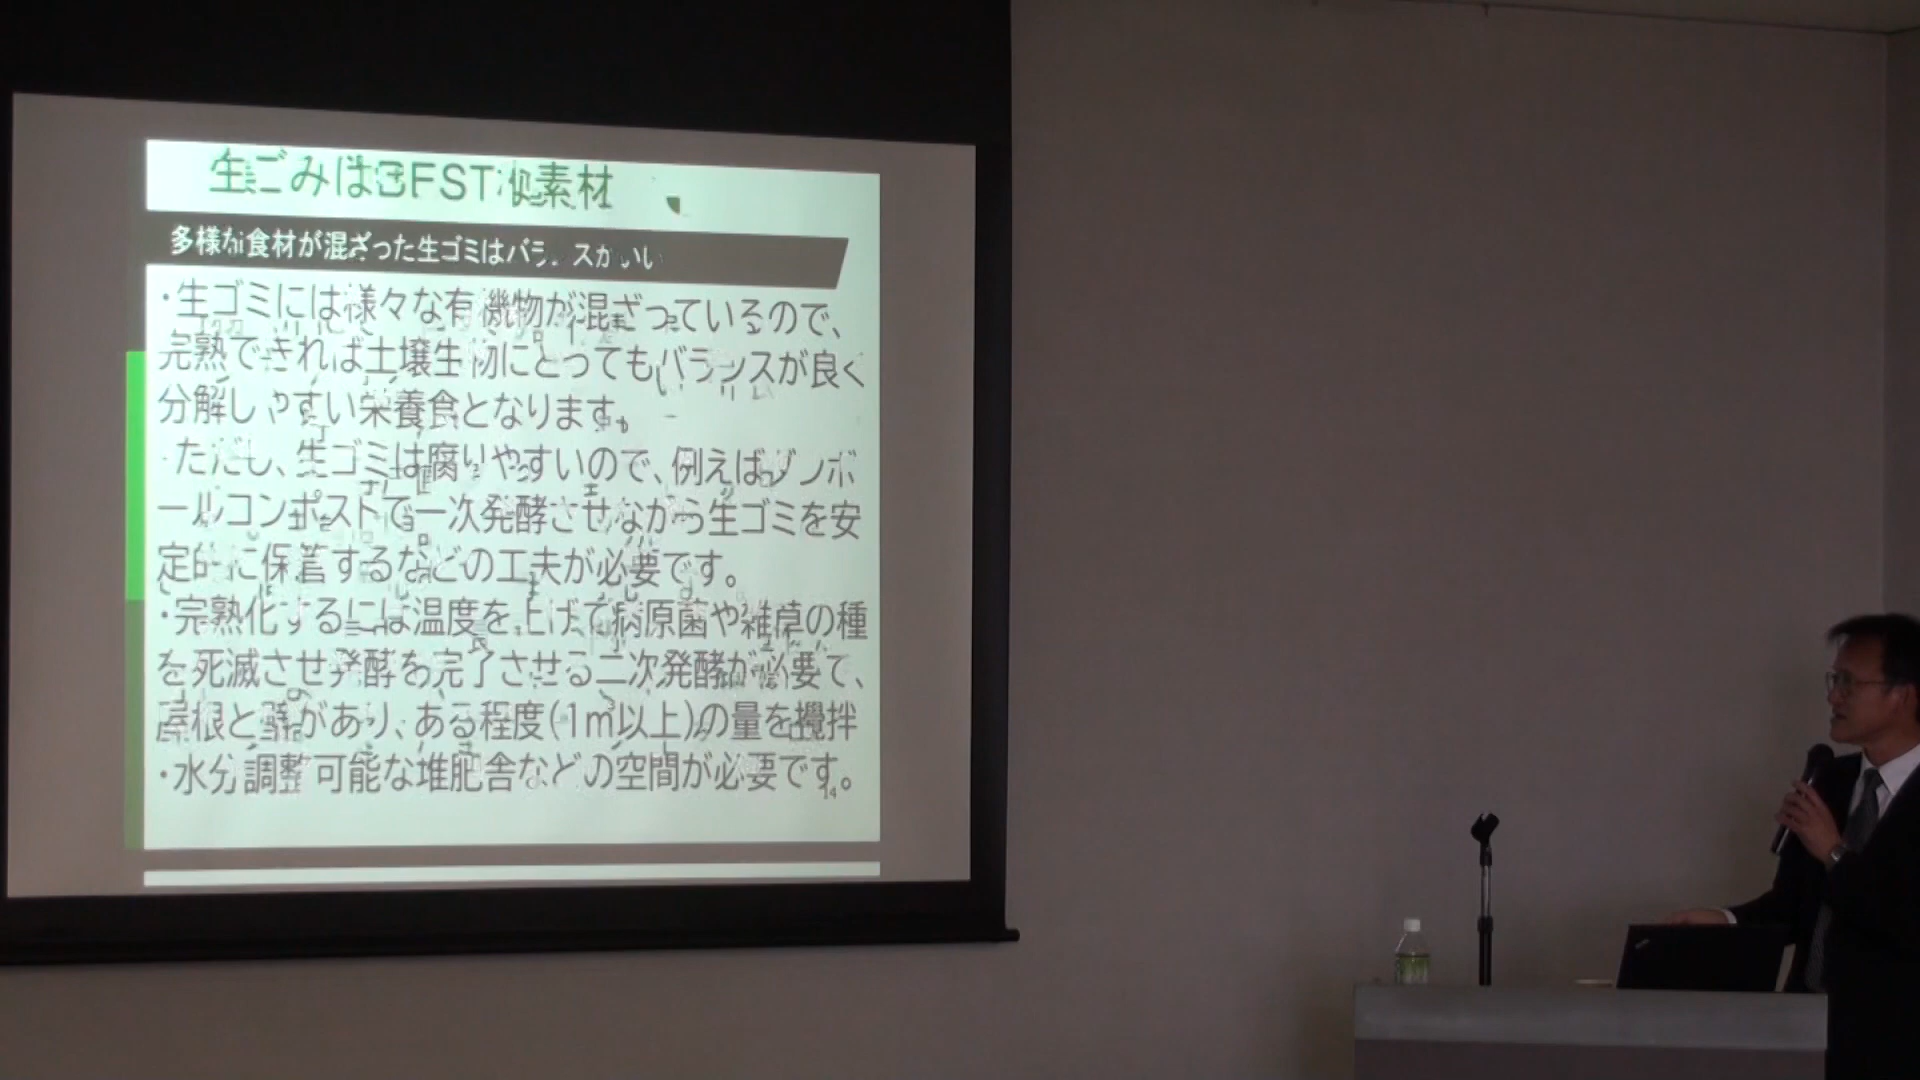 生ごみはBEST な素材
多様な食材が混ざった生ゴミはバランスがいい
・生ゴミには様々な有機物が混ざっているので、
完熟できれば土壌生物にとってもバランスが良く
分解しやすい栄養食となります。
ただし、生ゴミは腐りやすいので、例えばダンボ
ールコンポストで一次発酵させながら生ゴミを安
定的に保管するなどの工夫が必要です。
・完熟化するには温度を上げて病原菌や雑草の種
を死滅させ発酵を完了させる二次発酵が必要で、
屋根と壁があり、ある程度(1m以上)の量を攪拌
・水分調整可能な堆肥舎などの空間が必要です。
14